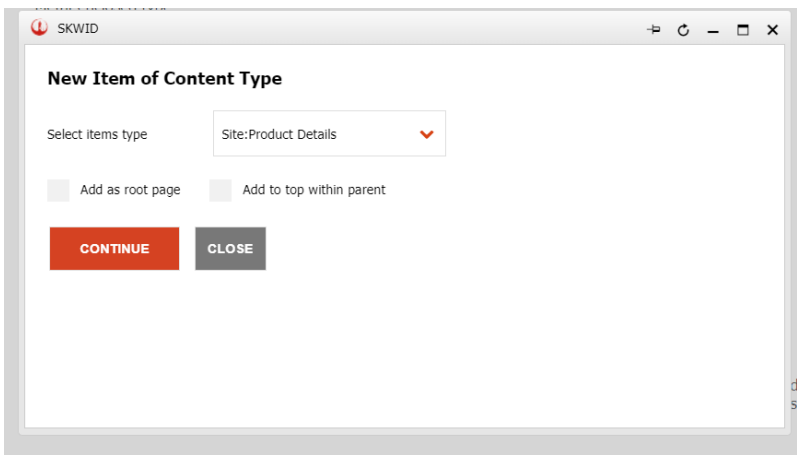 SKWID
New Item of Content Type
Select items type
Site:Product Details
Add as root page
Add to top within parent
CONTINUE
CLOSE
d
s